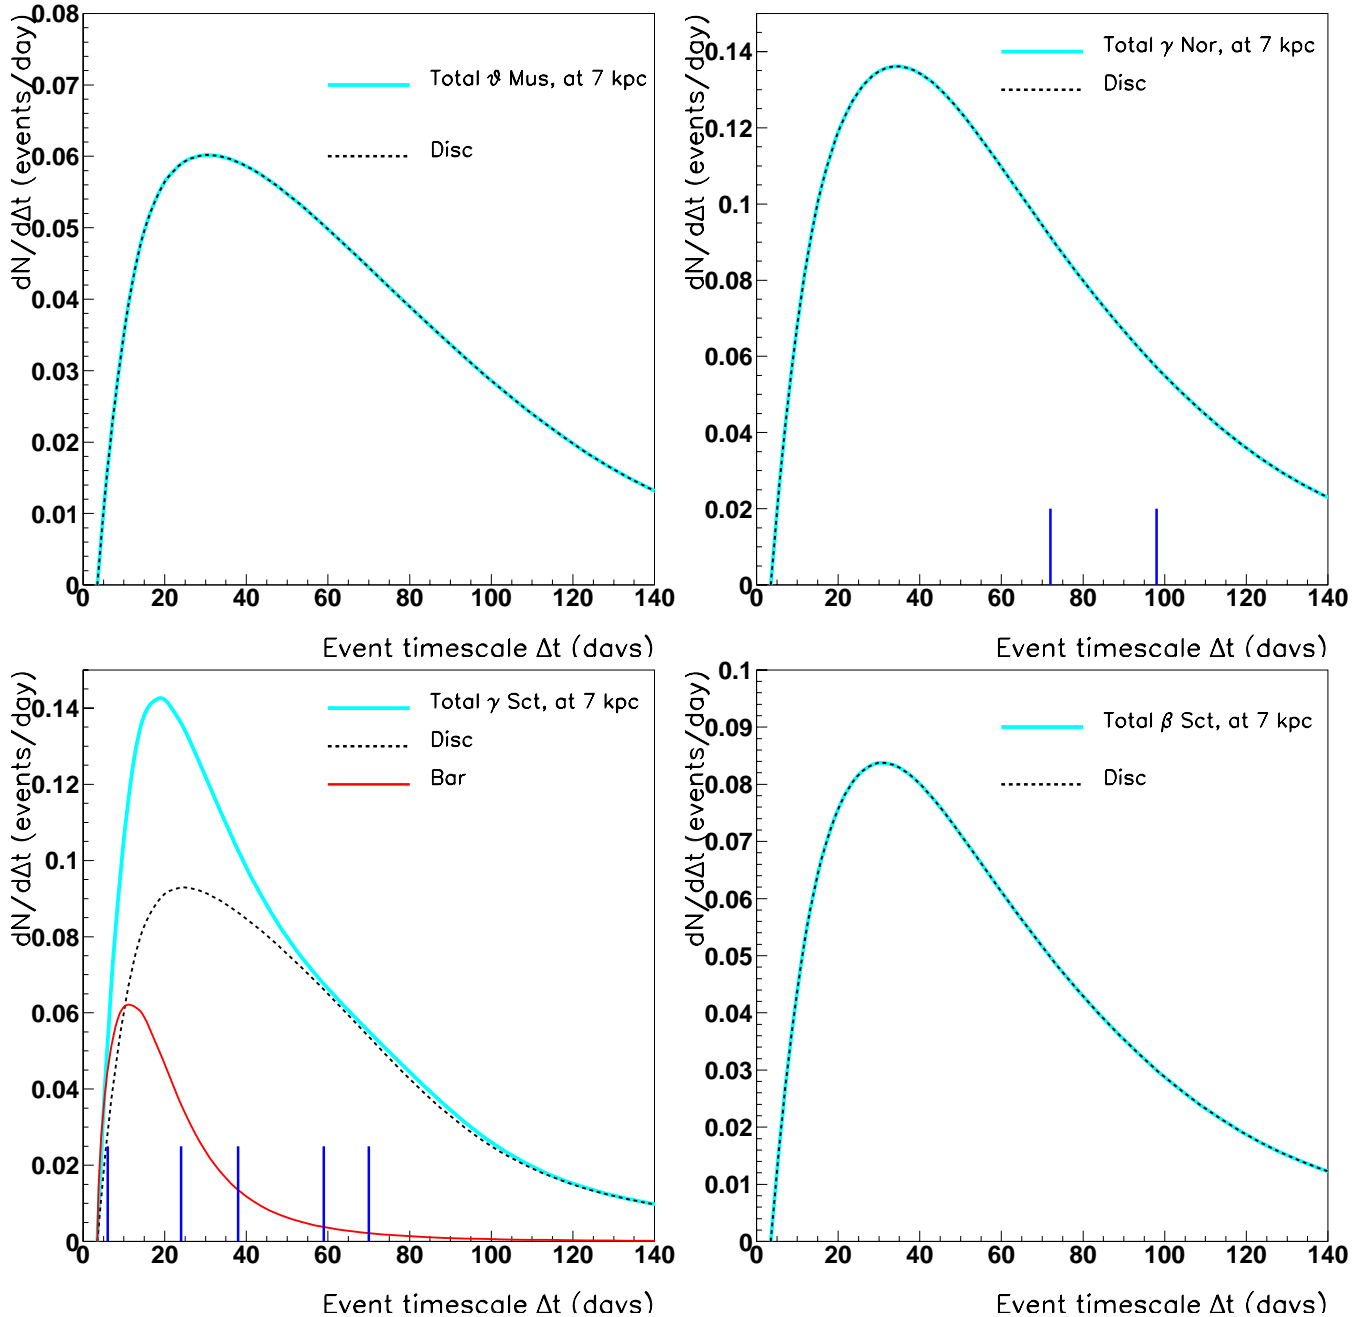 0.08
0.07
0.06
0.05
0.04
0.03
0.02
0.01
0
dN/dΔt (events/day)
Total ϑ Mus, at 7 kpc
Disc
0 20 40 60 80 100 120 140
Event timescale Δt (days)
0.14
0.12
0.1
0.08
0.06
0.04
0.02
0
dN/dΔt (events/day)
Total γ Nor, at 7 kpc
Disc
0 20 40 60 80 100 120 140
Event timescale Δt (days)
0.14
0.12
0.1
0.08
0.06
0.04
0.02
0
dN/dΔt (events/day)
Total γ Sct, at 7 kpc
Disc
Bar
0 20 40 60 80 100 120 140
Event timescale Δt (days)
0.1
0.09
0.08
0.07
0.06
0.05
0.04
0.03
0.02
0.01
0
dN/dΔt (events/day)
Total β Sct, at 7 kpc
Disc
0 20 40 60 80 100 120 140
Event timescale Δt (days)